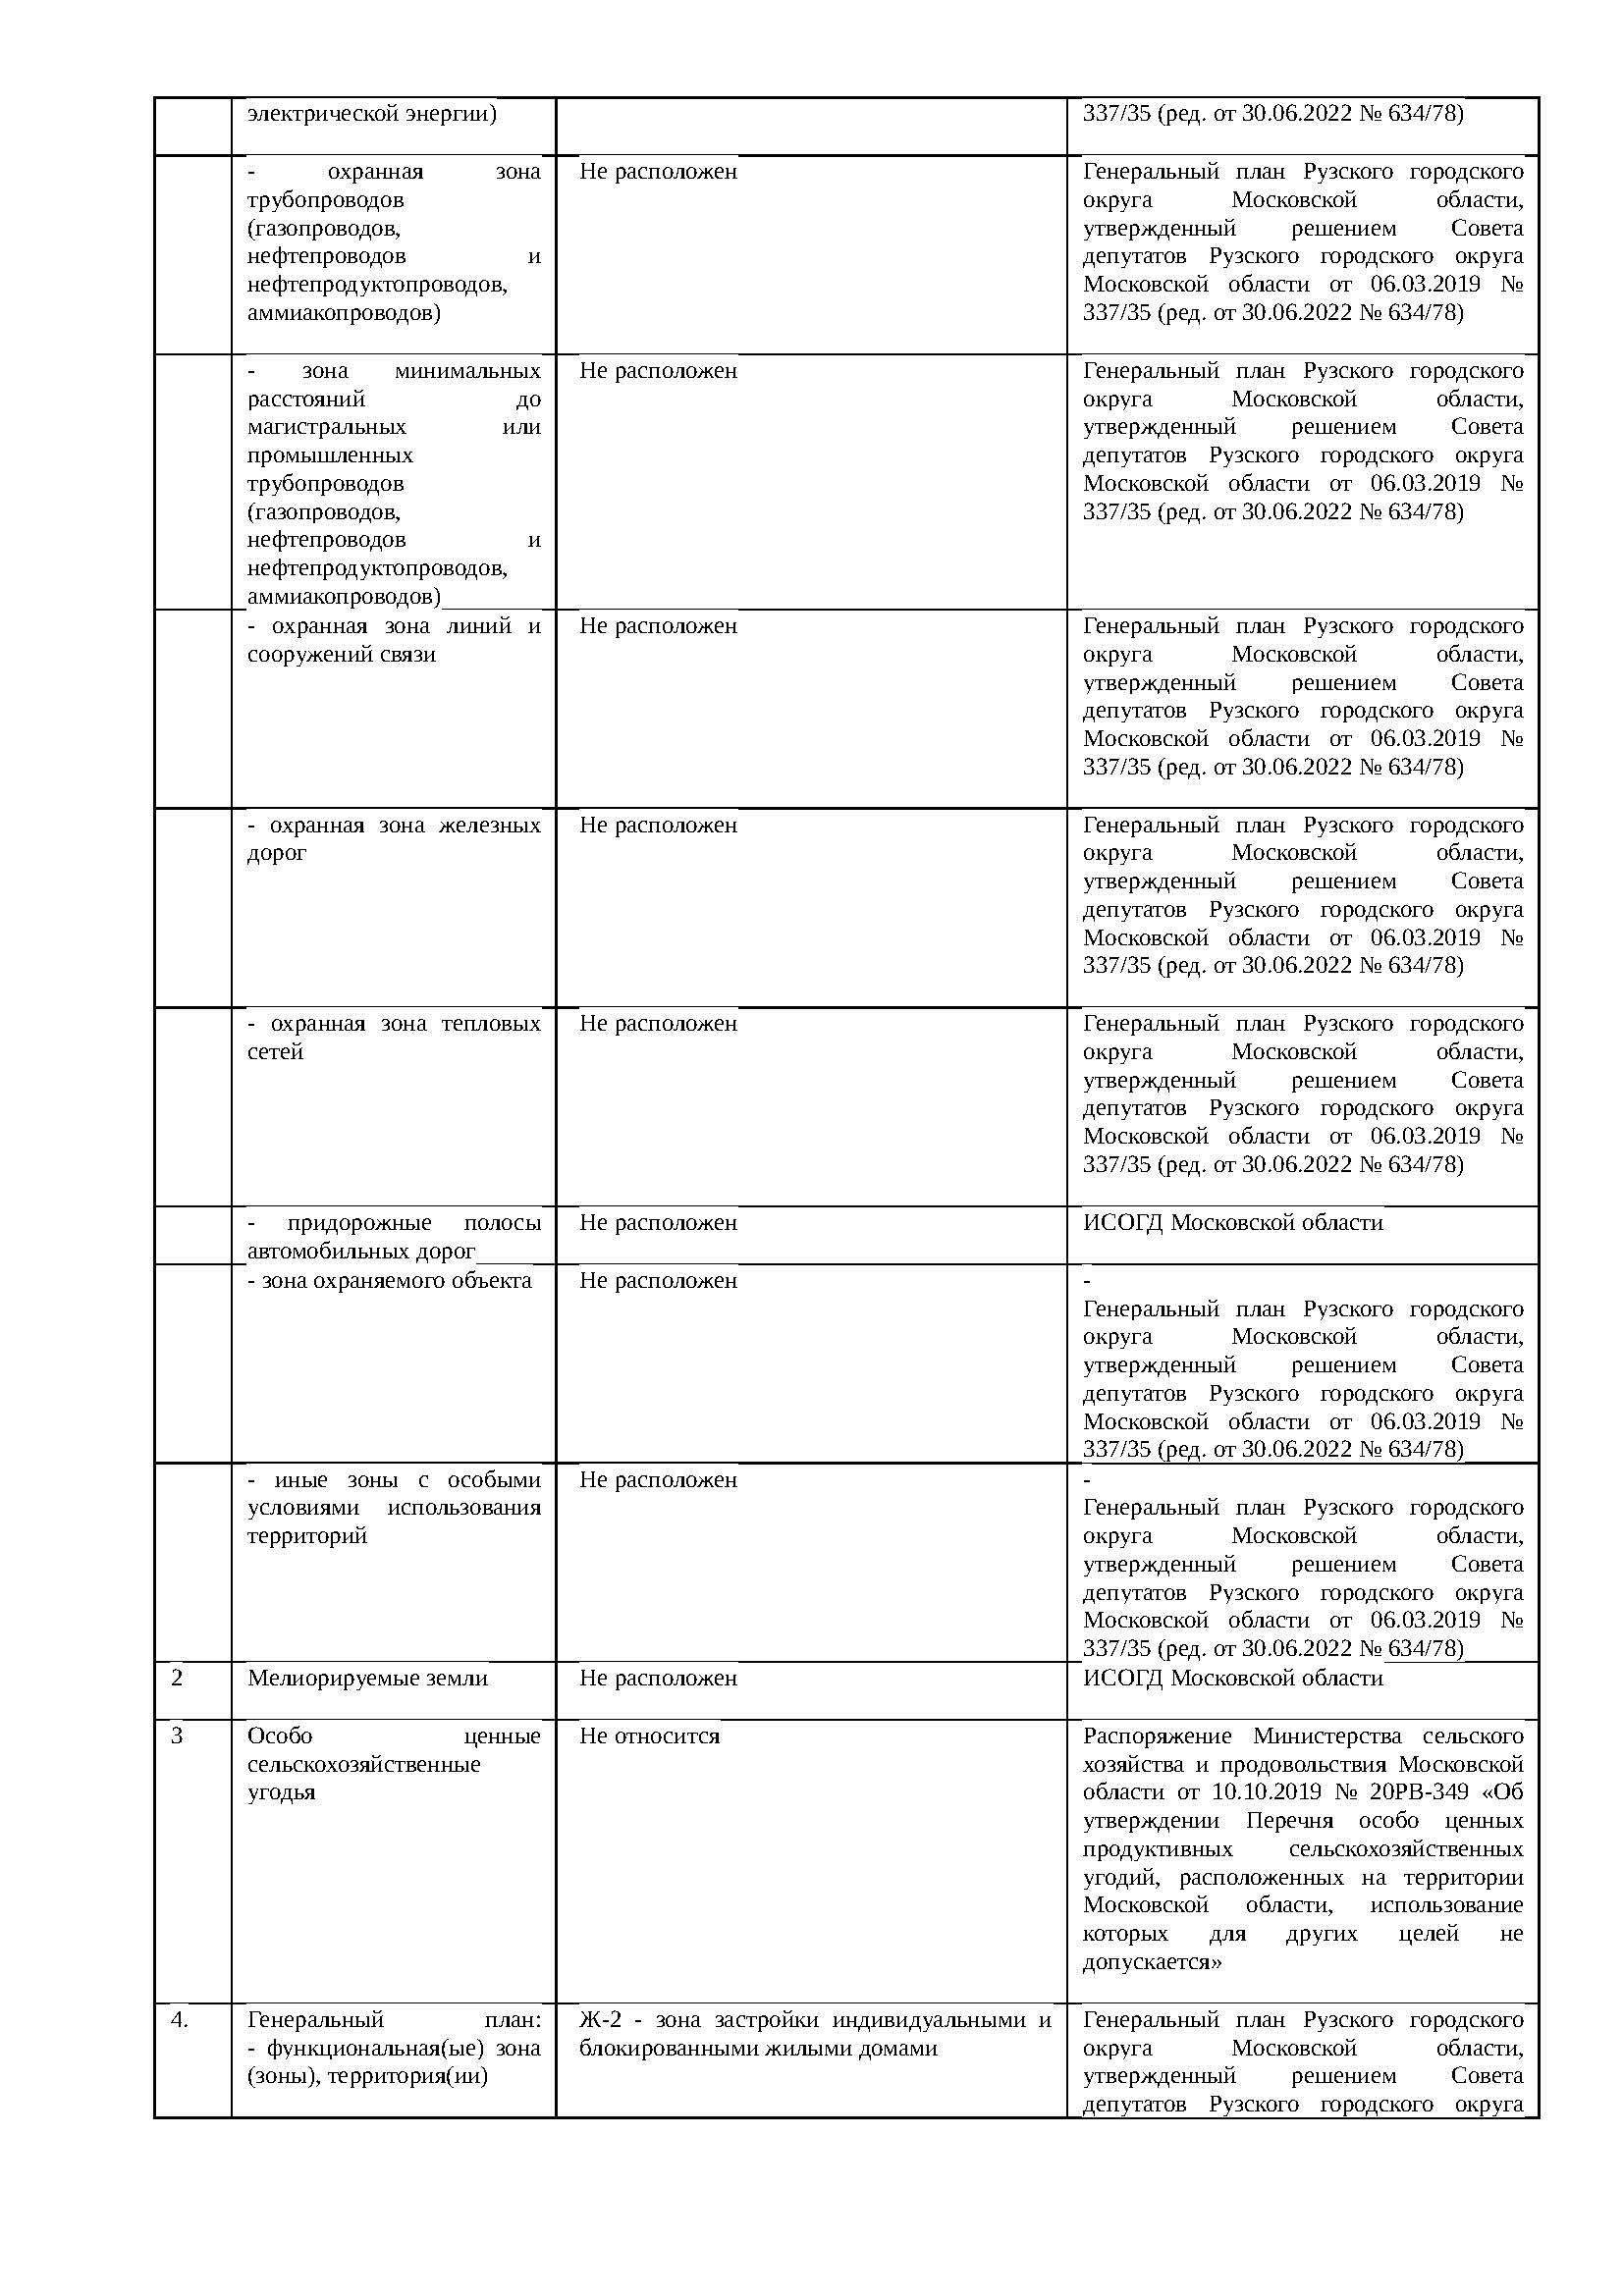 электрической энергии)
337/35 (ред. от 30.06.2022 № 634/78)
- охранная зона
трубопроводов
(газопроводов,
нефтепроводов и
нефтепродуктопроводов,
аммиакопроводов)
Не расположен
Генеральный план Рузского городского
округа Московской области,
утвержденный решением Совета
депутатов Рузского городского округа
Московской области от 06.03.2019 №
337/35 (ред. от 30.06.2022 № 634/78)
- зона минимальных
расстояний до
магистральных или
промышленных
трубопроводов
(газопроводов,
нефтепроводов и
нефтепродуктопроводов,
аммиакопроводов)
Не расположен
Генеральный план Рузского городского
округа Московской области,
утвержденный решением Совета
депутатов Рузского городского округа
Московской области от 06.03.2019 №
337/35 (ред. от 30.06.2022 № 634/78)
- охранная зона линий и
сооружений связи
Не расположен
Генеральный план Рузского городского
округа Московской области,
утвержденный решением Совета
депутатов Рузского городского округа
Московской области от 06.03.2019 №
337/35 (ред. от 30.06.2022 № 634/78)
- охранная зона железных
дорог
Не расположен
Генеральный план Рузского городского
округа Московской области,
утвержденный решением Совета
депутатов Рузского городского округа
Московской области от 06.03.2019 №
337/35 (ред. от 30.06.2022 № 634/78)
- охранная зона тепловых
сетей
Не расположен
Генеральный план Рузского городского
округа Московской области,
утвержденный решением Совета
депутатов Рузского городского округа
Московской области от 06.03.2019 №
337/35 (ред. от 30.06.2022 № 634/78)
- придорожные полосы
автомобильных дорог
Не расположен
ИСОГД Московской области
- зона охраняемого объекта
Не расположен
-
Генеральный план Рузского городского
округа Московской области,
утвержденный решением Совета
депутатов Рузского городского округа
Московской области от 06.03.2019 №
337/35 (ред. от 30.06.2022 № 634/78)
- иные зоны с особыми
условиями использования
территорий
Не расположен
-
Генеральный план Рузского городского
округа Московской области,
утвержденный решением Совета
депутатов Рузского городского округа
Московской области от 06.03.2019 №
337/35 (ред. от 30.06.2022 № 634/78)
2
Мелиорируемые земли
Не расположен
ИСОГД Московской области
3
Особо ценные
сельскохозяйственные
угодья
Не относится
Распоряжение Министерства сельского
хозяйства и продовольствия Московской
области от 10.10.2019 № 20РВ-349 «Об
утверждении Перечня особо ценных
продуктивных сельскохозяйственных
угодий, расположенных на территории
Московской области, использование
которых для других целей не
допускается»
4.
Генеральный план:
- функциональная(ые) зона
(зоны), территория(ии)
Ж-2 - зона застройки индивидуальными и
блокированными жилыми домами
Генеральный план Рузского городского
округа Московской области,
утвержденный решением Совета
депутатов Рузского городского округа